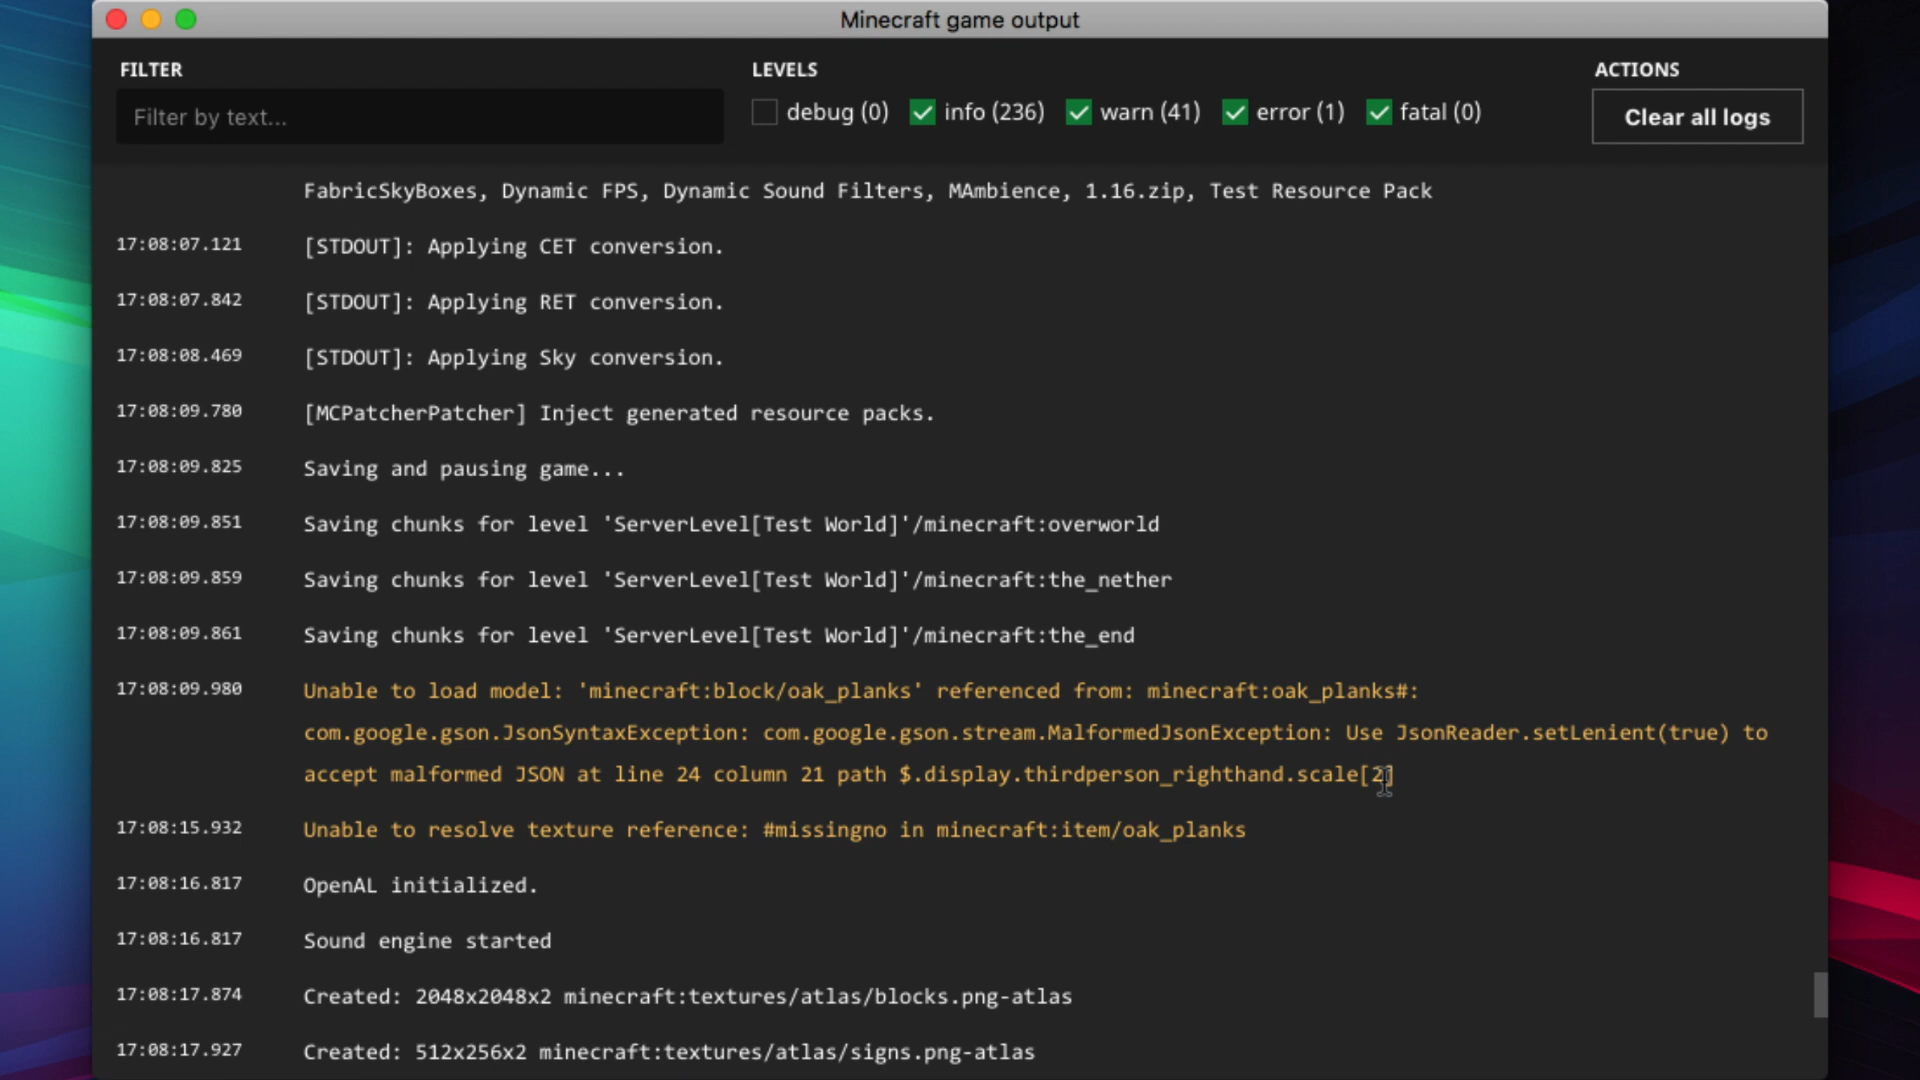 Minecraft game output
FILTER
LEVELS
ACTIONS
Filter by text...
debug (0)
info (236)
warn (41)
error (1)
fatal (0)
Clear all logs
FabricSkyBoxes, Dynamic FPS, Dynamic Sound Filters, MAmbience, 1.16.zip, Test Resource Pack
17:08:07.121 [STDOUT]: Applying CET conversion.
17:08:07.842 [STDOUT]: Applying RET conversion.
17:08:08.469 [STDOUT]: Applying Sky conversion.
17:08:09.780 [MCPatcherPatcher] Inject generated resource packs.
17:08:09.825 Saving and pausing game...
17:08:09.851 Saving chunks for level 'ServerLevel[Test World]'/minecraft:overworld
17:08:09.859 Saving chunks for level 'ServerLevel[Test World]'/minecraft:the_nether
17:08:09.861 Saving chunks for level 'ServerLevel[Test World]'/minecraft:the_end
17:08:09.980 Unable to load model: 'minecraft:block/oak_planks' referenced from: minecraft:oak_planks#:
com.google.gson.JsonSyntaxException: com.google.gson.stream.MalformedJsonException: Use JsonReader.setLenient(true) to
accept malformed JSON at line 24 column 21 path $.display.thirdperson_righthand.scale[2]
17:08:15.932 Unable to resolve texture reference: #missingno in minecraft:item/oak_planks
17:08:16.817 OpenAL initialized.
17:08:16.817 Sound engine started
17:08:17.874 Created: 2048x2048x2 minecraft:textures/atlas/blocks.png-atlas
17:08:17.927 Created: 512x256x2 minecraft:textures/atlas/signs.png-atlas